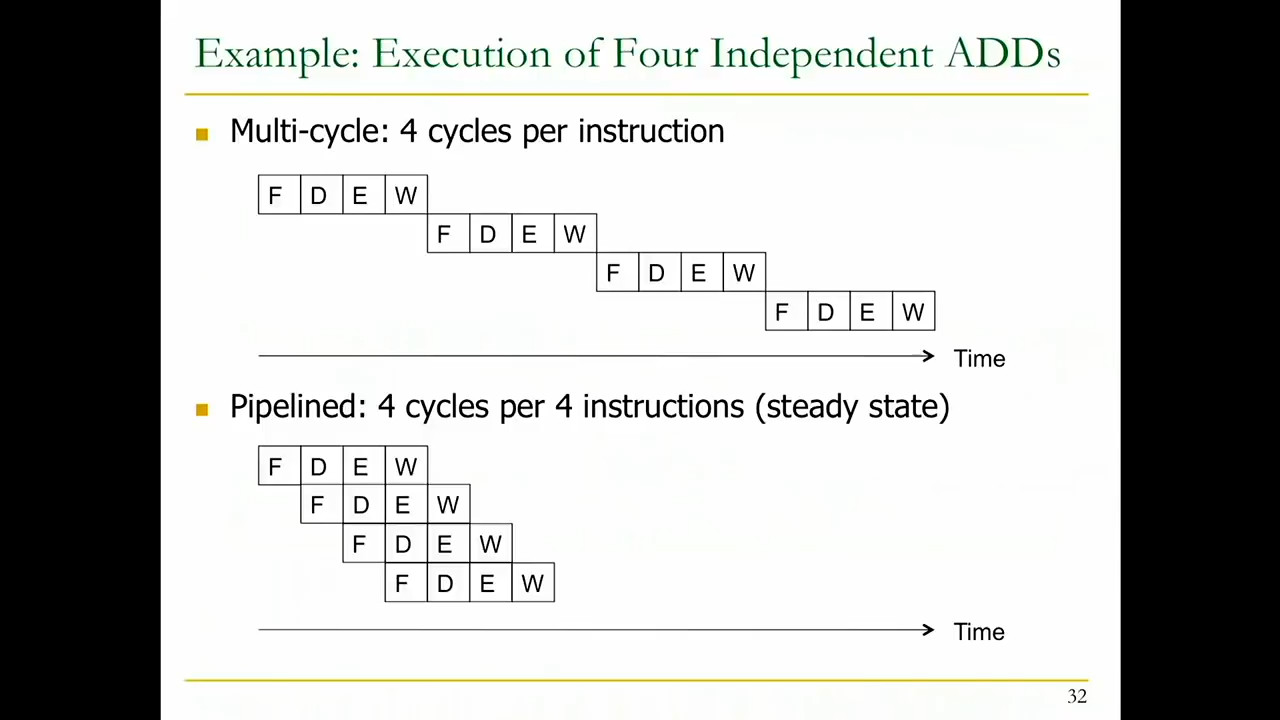 Example: Execution of Four Independent ADDs
Multi-cycle: 4 cycles per instruction
F D E W
F D E W
F D E W
F D E W
Time
Pipelined: 4 cycles per 4 instructions (steady state)
F D E W
F D E W
F D E W
F D E W
Time
32